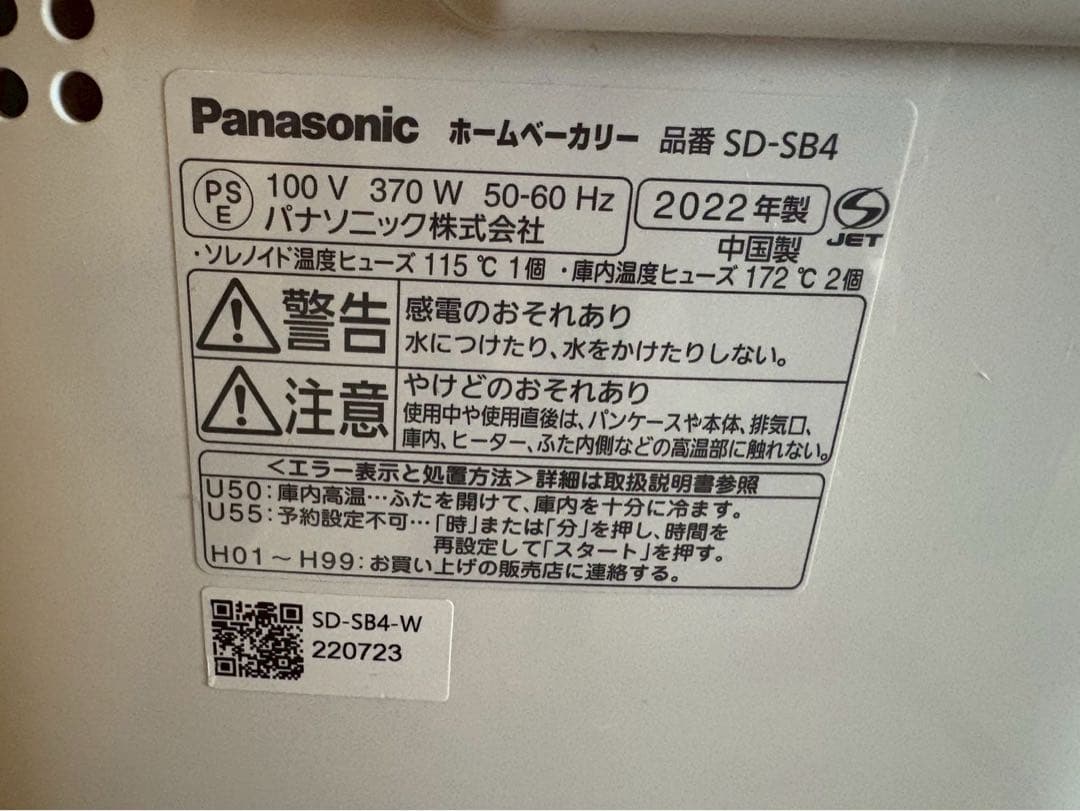 Panasonic ホームベーカリー 品番 SD-SB4
PS E 100 V 370 W 50-60 Hz
パナソニック株式会社
2022年製
中国製
JET
・ソレノイド温度ヒューズ 115 ℃ 1個 ・庫内温度ヒューズ 172 ℃ 2個
警告
感電のおそれあり
水につけたり、水をかけたりしない。
注意
やけどのおそれあり
使用中や使用直後は、パンケースや本体、排気口、
庫内、ヒーター、ふた内側などの高温部に触れない。
<エラー表示と処置方法>詳細は取扱説明書参照
U50:庫内高温…ふたを開けて、庫内を十分に冷ます。
U55:予約設定不可…「時」または「分」を押し、時間を
再設定して「スタート」を押す。
H01~H99:お買い上げの販売店に連絡する。
SD-SB4-W
220723